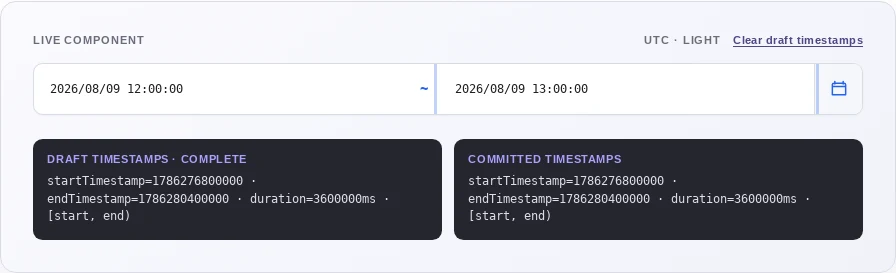 LIVE COMPONENT
UTC · LIGHT Clear draft timestamps
2026/08/09 12:00:00 ~ 2026/08/09 13:00:00
DRAFT TIMESTAMPS · COMPLETE
startTimestamp=1786276800000 ·
endTimestamp=1786280400000 · duration=3600000ms ·
[start, end)
COMMITTED TIMESTAMPS
startTimestamp=1786276800000 ·
endTimestamp=1786280400000 · duration=3600000ms ·
[start, end)